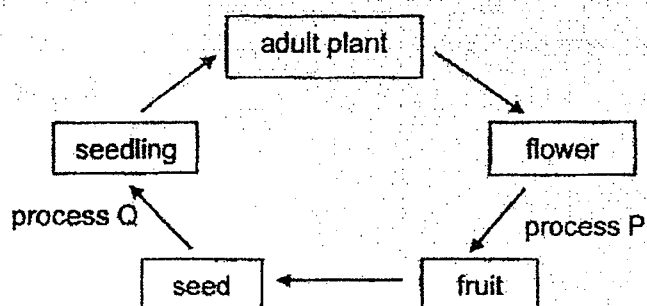 adult plant
seedling
flower
process Q
process P
seed
fruit